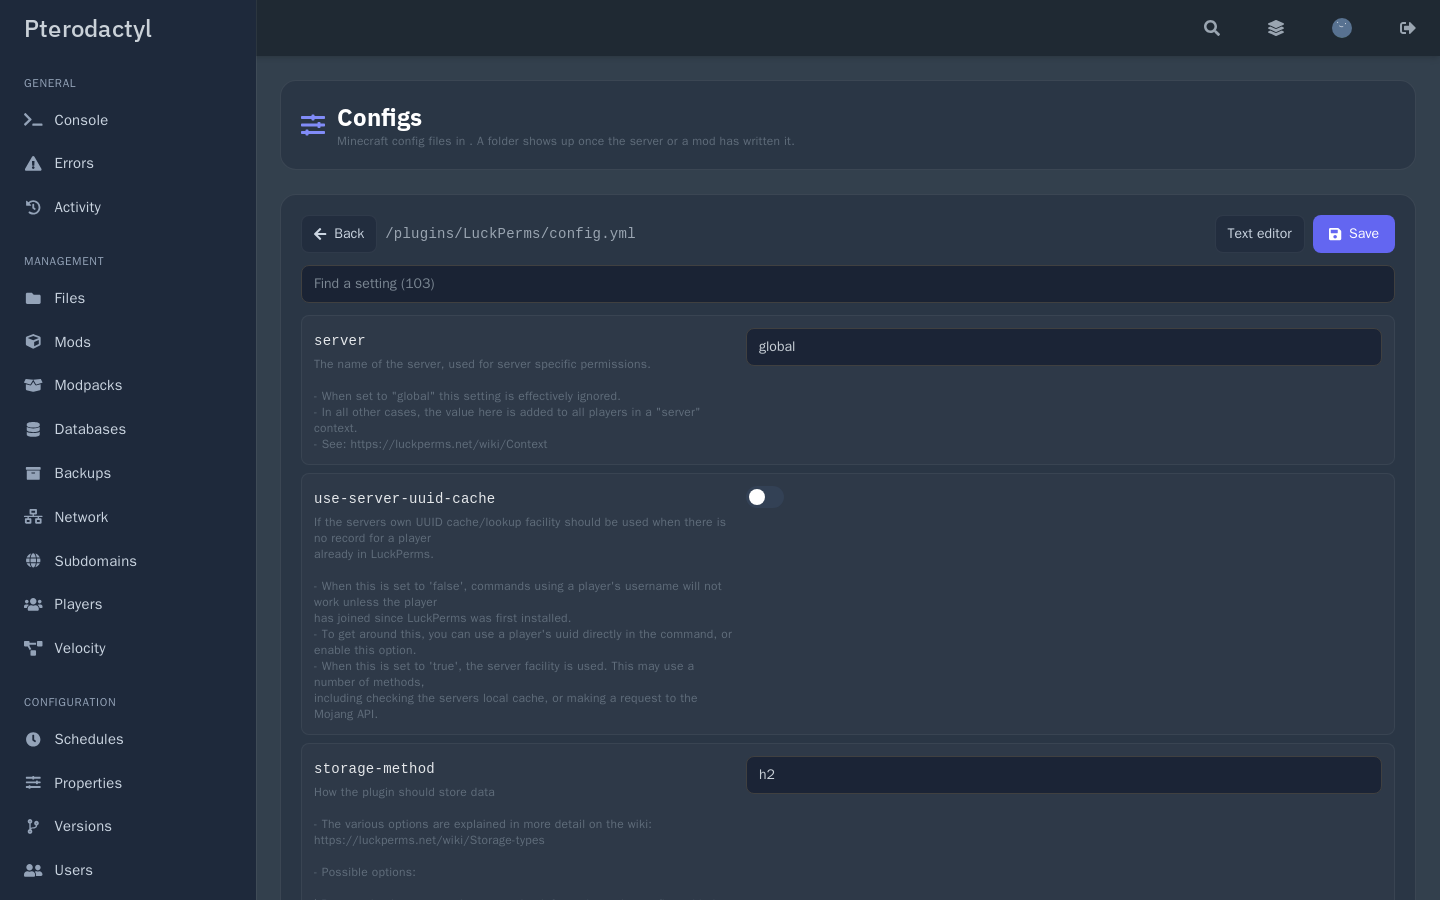 Pterodactyl
GENERAL
Console
Errors
Activity
MANAGEMENT
Files
Mods
Modpacks
Databases
Backups
Network
Subdomains
Players
Velocity
CONFIGURATION
Schedules
Properties
Versions
Users
Configs
Minecraft config files in . A folder shows up once the server or a mod has written it.
Back
/plugins/LuckPerms/config.yml
Text editor
Save
Find a setting (103)
server
The name of the server, used for server specific permissions.
- When set to "global" this setting is effectively ignored.
- In all other cases, the value here is added to all players in a "server"
context.
- See: https://luckperms.net/wiki/Context
global
use-server-uuid-cache
If the servers own UUID cache/lookup facility should be used when there is
no record for a player
already in LuckPerms.
- When this is set to 'false', commands using a player's username will not
work unless the player
has joined since LuckPerms was first installed.
- To get around this, you can use a player's uuid directly in the command, or
enable this option.
- When this is set to 'true', the server facility is used. This may use a
number of methods,
including checking the servers local cache, or making a request to the
Mojang API.
storage-method
How the plugin should store data
- The various options are explained in more detail on the wiki:
https://luckperms.net/wiki/Storage-types
- Possible options:
h2